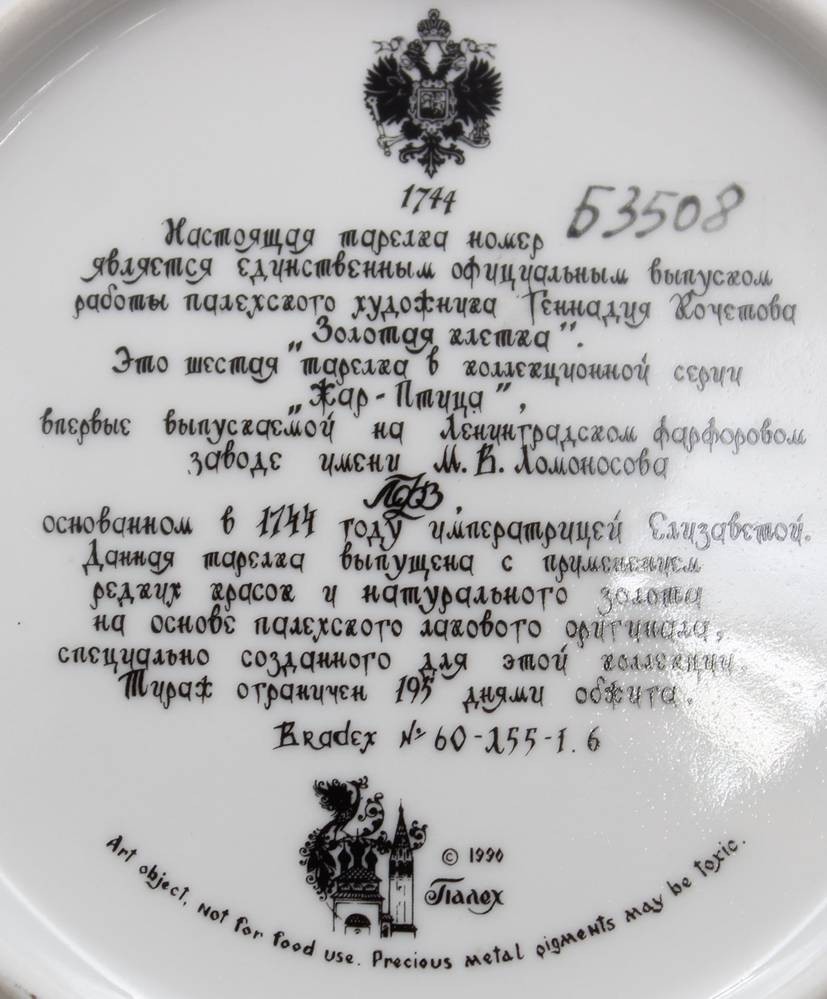 1744
Настоящая тарелка номер Б3508
является единственным официальным выпуском
работы палехского художника Геннадия Кочетова
„Золотая клетка".
Это шестая тарелка в коллекционной серии
„Жар-Птица",
впервые выпускаемой на Ленинградском фарфоровом
заводе имени М. В. Ломоносова
ЛФЗ,
основанном в 1744 году императрицей Елизаветой.
Данная тарелка выпущена с применением
редких красок и натурального золота
на основе палехского лакового оригинала,
специально созданного для этой коллекции.
Тираж ограничен 195 днями обжига.
Bradex № 60-255-1.6
© 1990
Палех
Art object, not for food use. Precious metal pigments may be toxic.